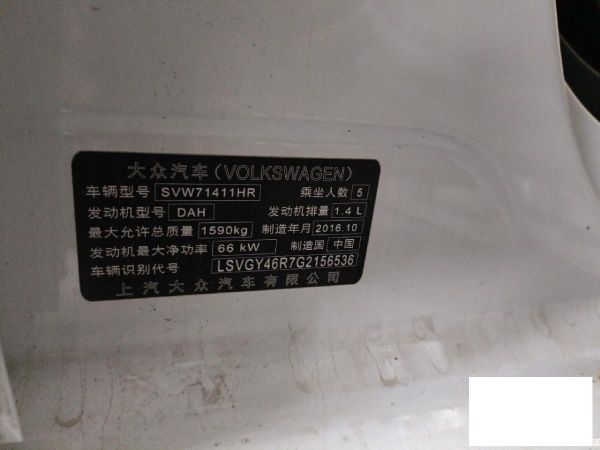 大众汽车(VOLKSWAGEN)
车辆型号 SVW71411HR 乘坐人数 5
发动机型号 DAH 发动机排量 1.4 L
最大允许总质量 1590kg 制造年月 2016.10
发动机最大净功率 66 kW 制造国 中国
车辆识别代号 LSVGY46R7G2156536
上汽大众汽车有限公司